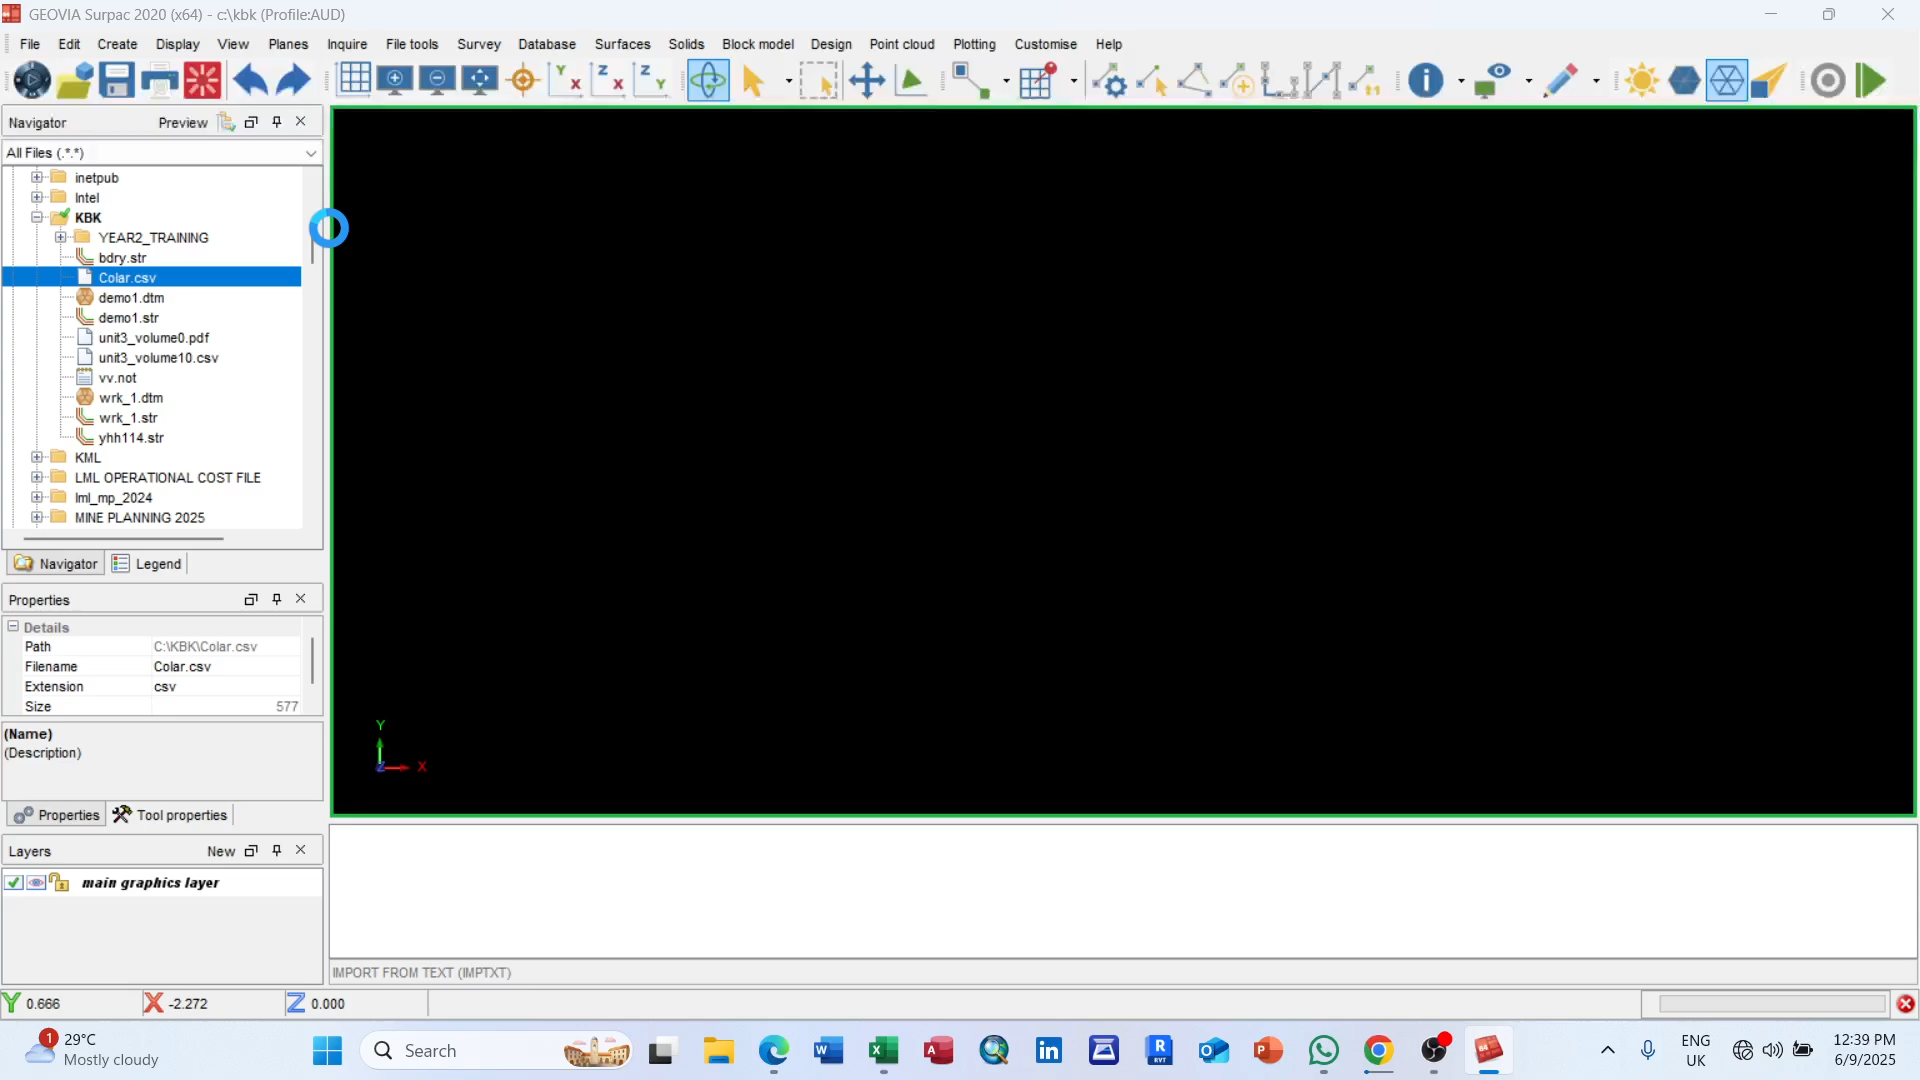 GEOVIA Surpac 2020 (x64) - c:\kbk (Profile:AUD)
File Edit Create Display View Planes Inquire File tools Survey Database Surfaces Solids Block model Design Point cloud Plotting Customise Help
Navigator Preview
All Files (.*.*)
inetpub
Intel
KBK
YEAR2_TRAINING
bdry.str
Colar.csv
demo1.dtm
demo1.str
unit3_volume0.pdf
unit3_volume10.csv
vv.not
wrk_1.dtm
wrk_1.str
yhh114.str
KML
LML OPERATIONAL COST FILE
lml_mp_2024
MINE PLANNING 2025
Navigator Legend
Properties
Details
Path C:\KBK\Colar.csv
Filename Colar.csv
Extension csv
Size 577
(Name)
(Description)
Properties Tool properties
Layers New
main graphics layer
Y
Z X
IMPORT FROM TEXT (IMPTXT)
Y 0.666 X -2.272 Z 0.000
1 29°C
Mostly cloudy
Search
ENG
UK
12:39 PM
6/9/2025